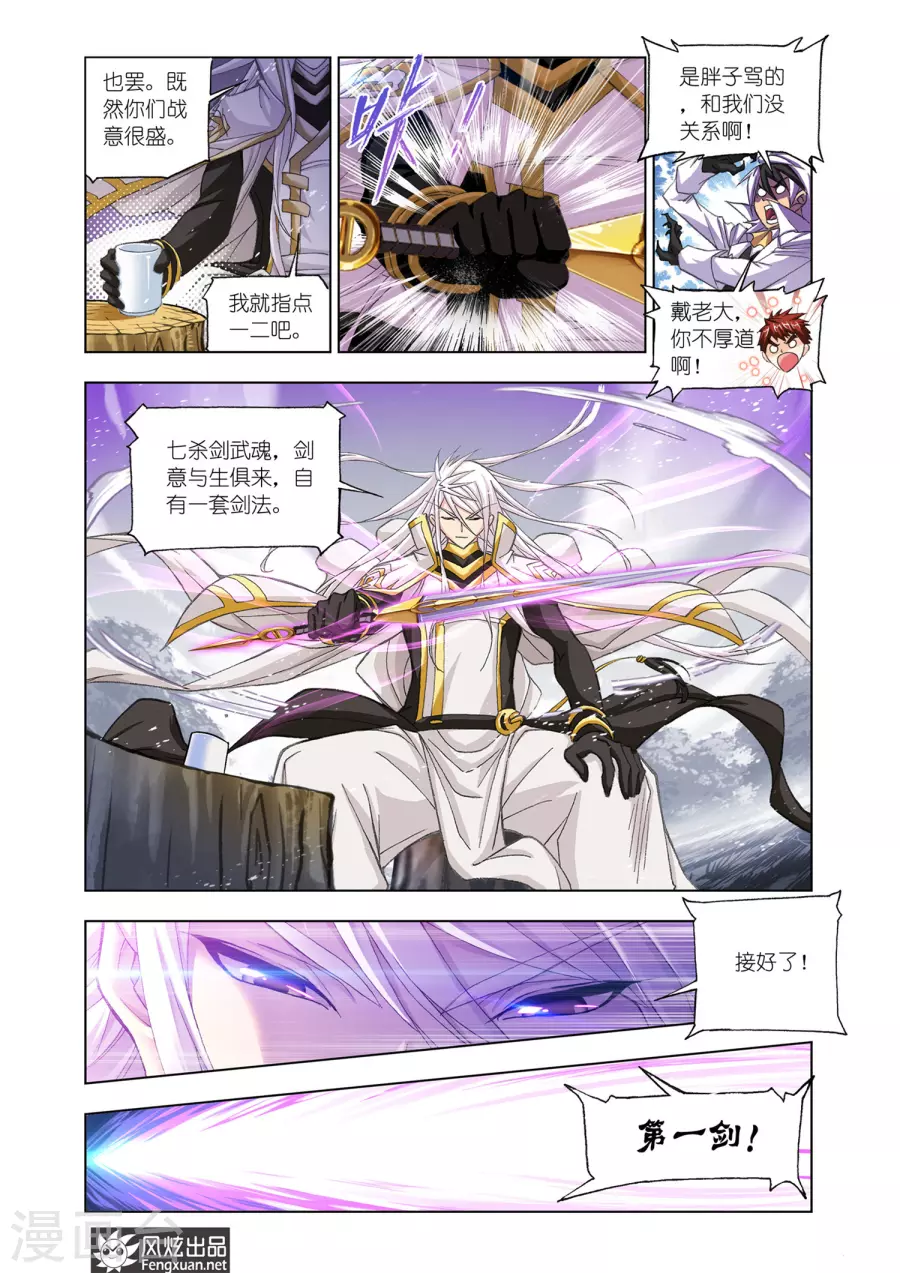 也罢。既
然你们战
意很盛。
我就指点
一二吧。
是胖子骂的
，和我们没
关系啊！
戴老大，
你不厚道
啊！
七杀剑武魂，剑
意与生俱来，自
有一套剑法。
接好了！
第一剑！
漫画台
风炫出品
Fengxuan.net